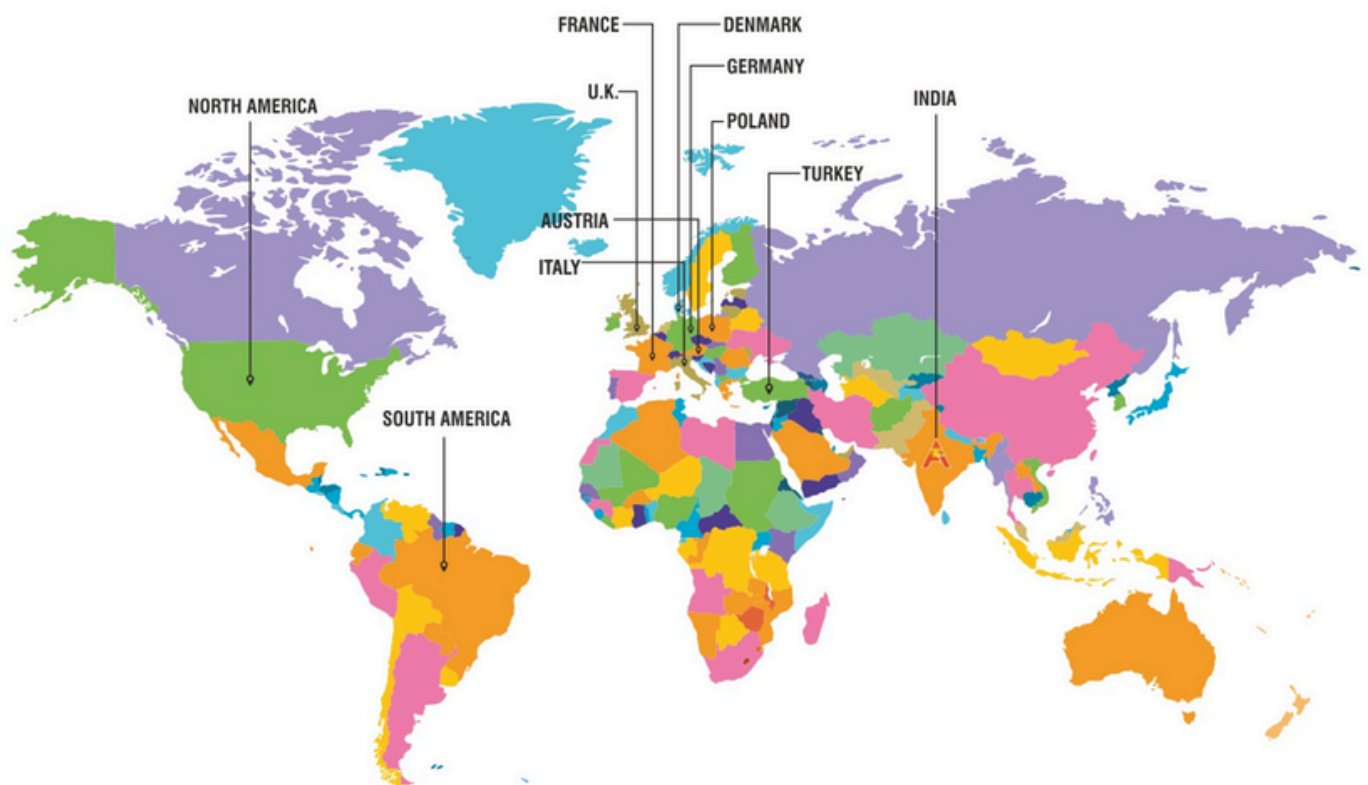 FRANCE
DENMARK
GERMANY
U.K.
INDIA
NORTH AMERICA
POLAND
TURKEY
AUSTRIA
ITALY
SOUTH AMERICA